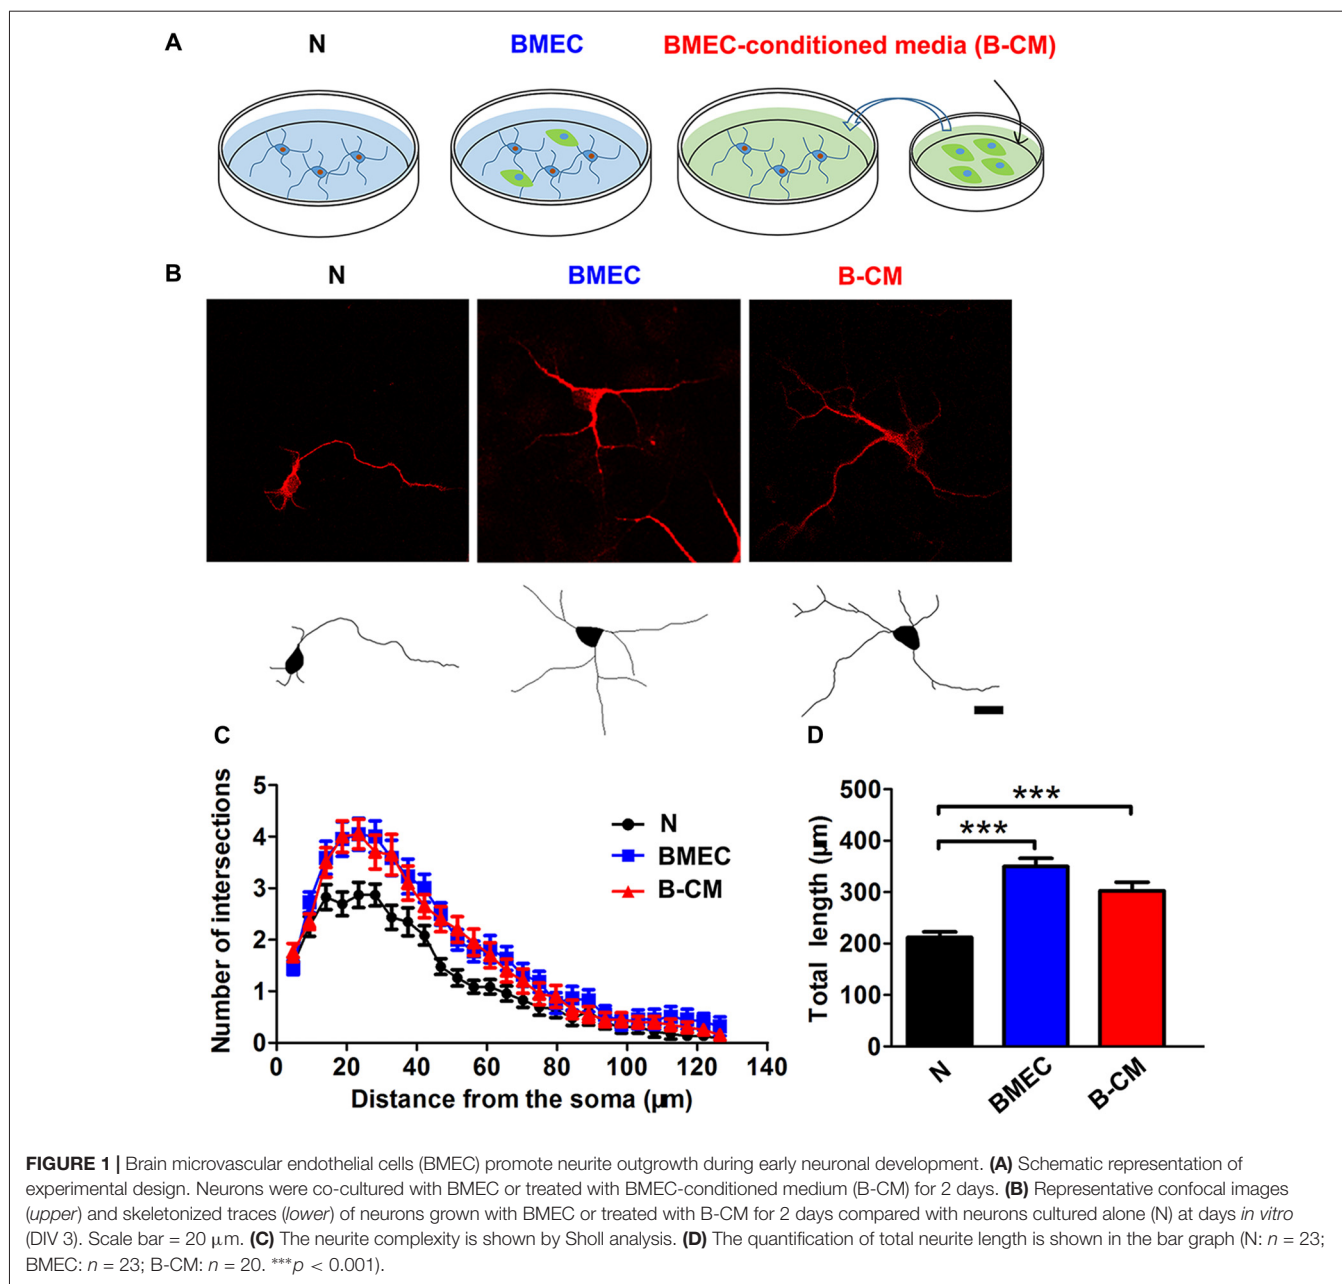 A
N
BMEC
BMEC-conditioned media (B-CM)
B
N
BMEC
B-CM
C
Number of intersections
5
4
3
2
1
0
0 20 40 60 80 100 120 140
Distance from the soma (μm)
N
BMEC
B-CM
D
Total length (μm)
500
400
300
200
100
0
***
***
N
BMEC
B-CM
FIGURE 1 | Brain microvascular endothelial cells (BMEC) promote neurite outgrowth during early neuronal development. (A) Schematic representation of
experimental design. Neurons were co-cultured with BMEC or treated with BMEC-conditioned medium (B-CM) for 2 days. (B) Representative confocal images
(upper) and skeletonized traces (lower) of neurons grown with BMEC or treated with B-CM for 2 days compared with neurons cultured alone (N) at days in vitro
(DIV 3). Scale bar = 20 μm. (C) The neurite complexity is shown by Sholl analysis. (D) The quantification of total neurite length is shown in the bar graph (N: n = 23;
BMEC: n = 23; B-CM: n = 20. ***p < 0.001).